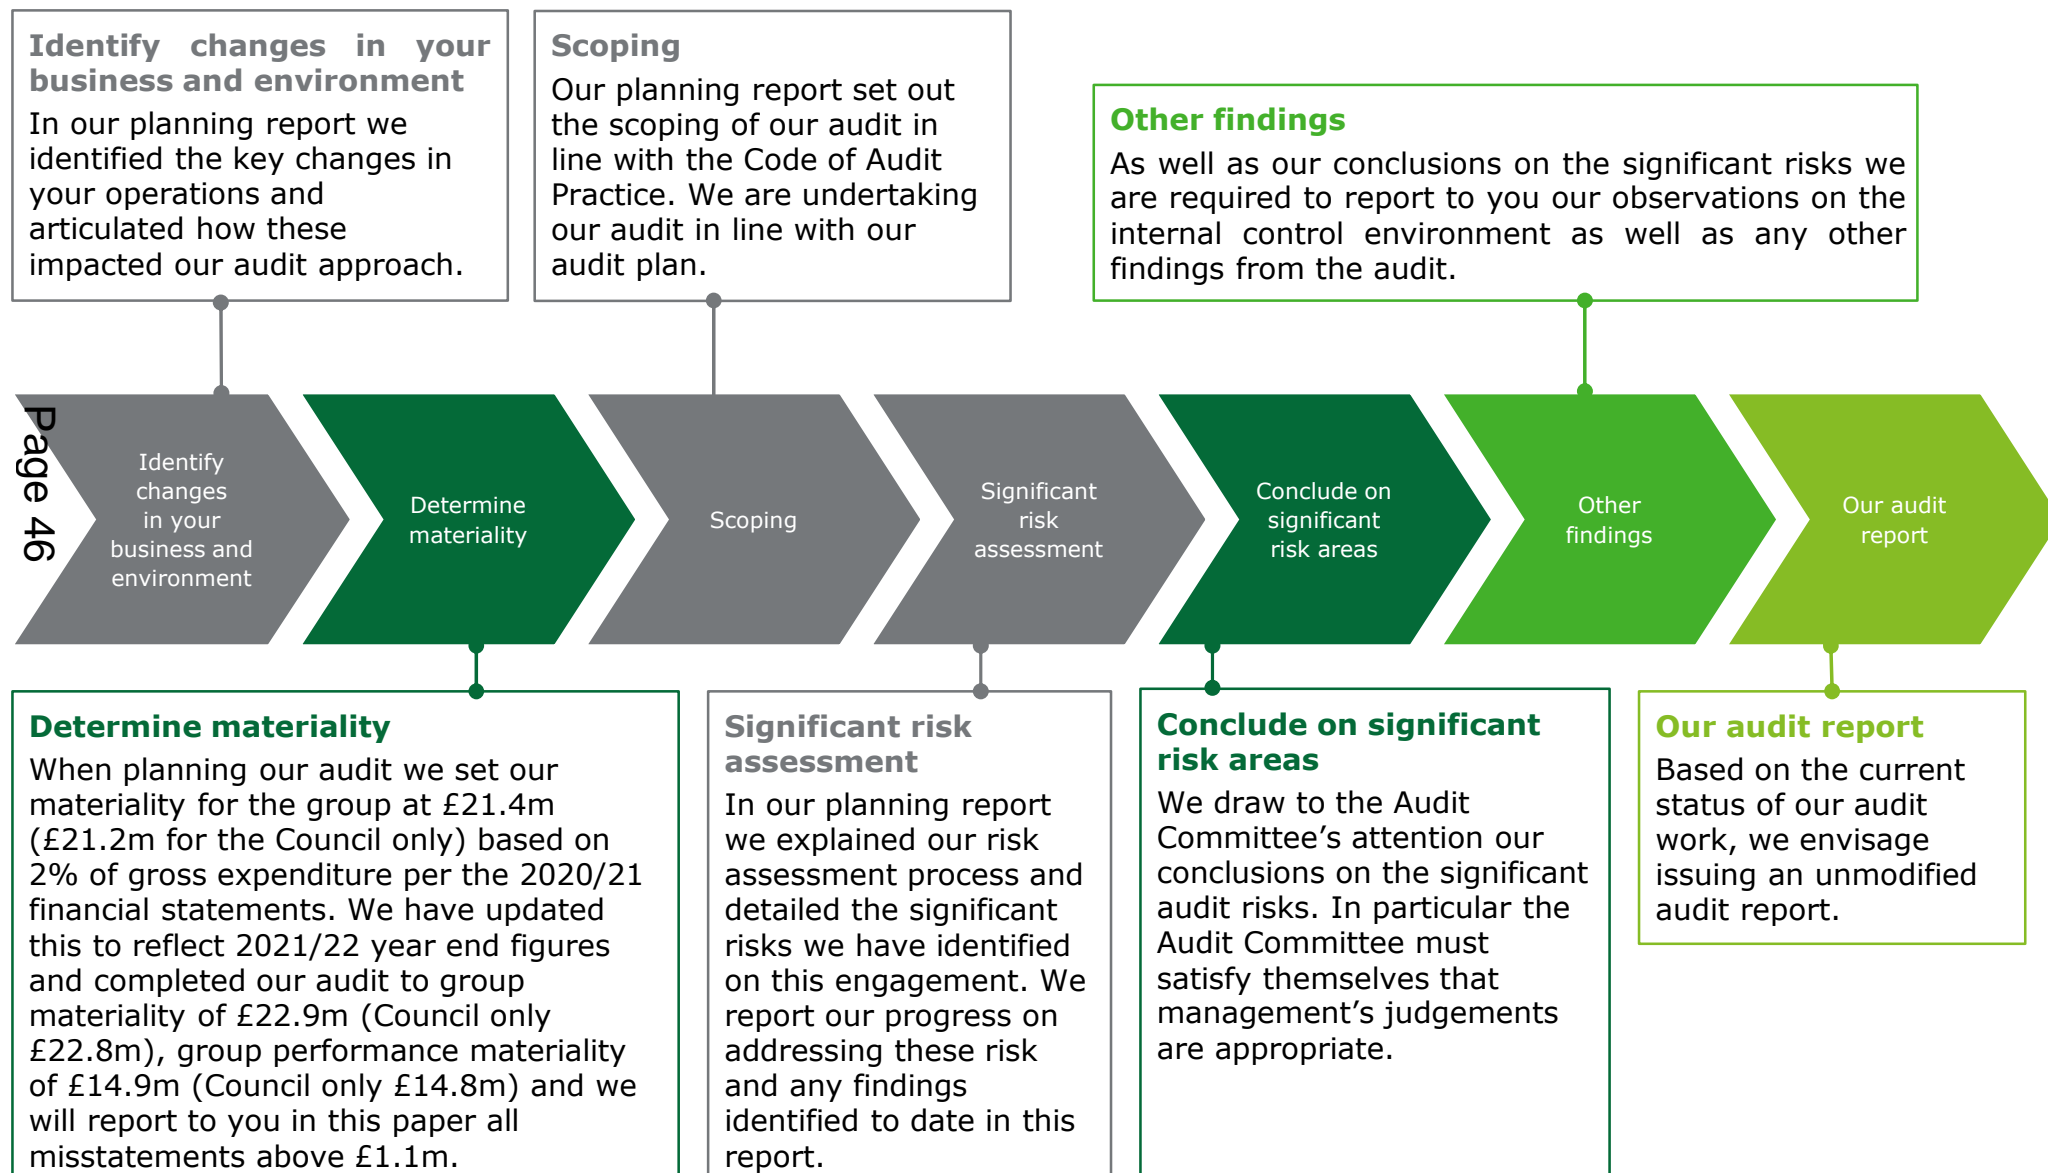 Identify changes in your
business and environment
In our planning report we
identified the key changes in
your operations and
articulated how these
impacted our audit approach.
Scoping
Our planning report set out
the scoping of our audit in
line with the Code of Audit
Practice. We are undertaking
our audit in line with our
audit plan.
Other findings
As well as our conclusions on the significant risks we
are required to report to you our observations on the
internal control environment as well as any other
findings from the audit.
Page 46
Identify
changes
in your
business and
environment
Determine
materiality
Scoping
Significant
risk
assessment
Conclude on
significant
risk areas
Other
findings
Our audit
report
Determine materiality
When planning our audit we set our
materiality for the group at £21.4m
(£21.2m for the Council only) based on
2% of gross expenditure per the 2020/21
financial statements. We have updated
this to reflect 2021/22 year end figures
and completed our audit to group
materiality of £22.9m (Council only
£22.8m), group performance materiality
of £14.9m (Council only £14.8m) and we
will report to you in this paper all
misstatements above £1.1m.
Significant risk
assessment
In our planning report
we explained our risk
assessment process and
detailed the significant
risks we have identified
on this engagement. We
report our progress on
addressing these risk
and any findings
identified to date in this
report.
Conclude on significant
risk areas
We draw to the Audit
Committee's attention our
conclusions on the significant
audit risks. In particular the
Audit Committee must
satisfy themselves that
management's judgements
are appropriate.
Our audit report
Based on the current
status of our audit
work, we envisage
issuing an unmodified
audit report.